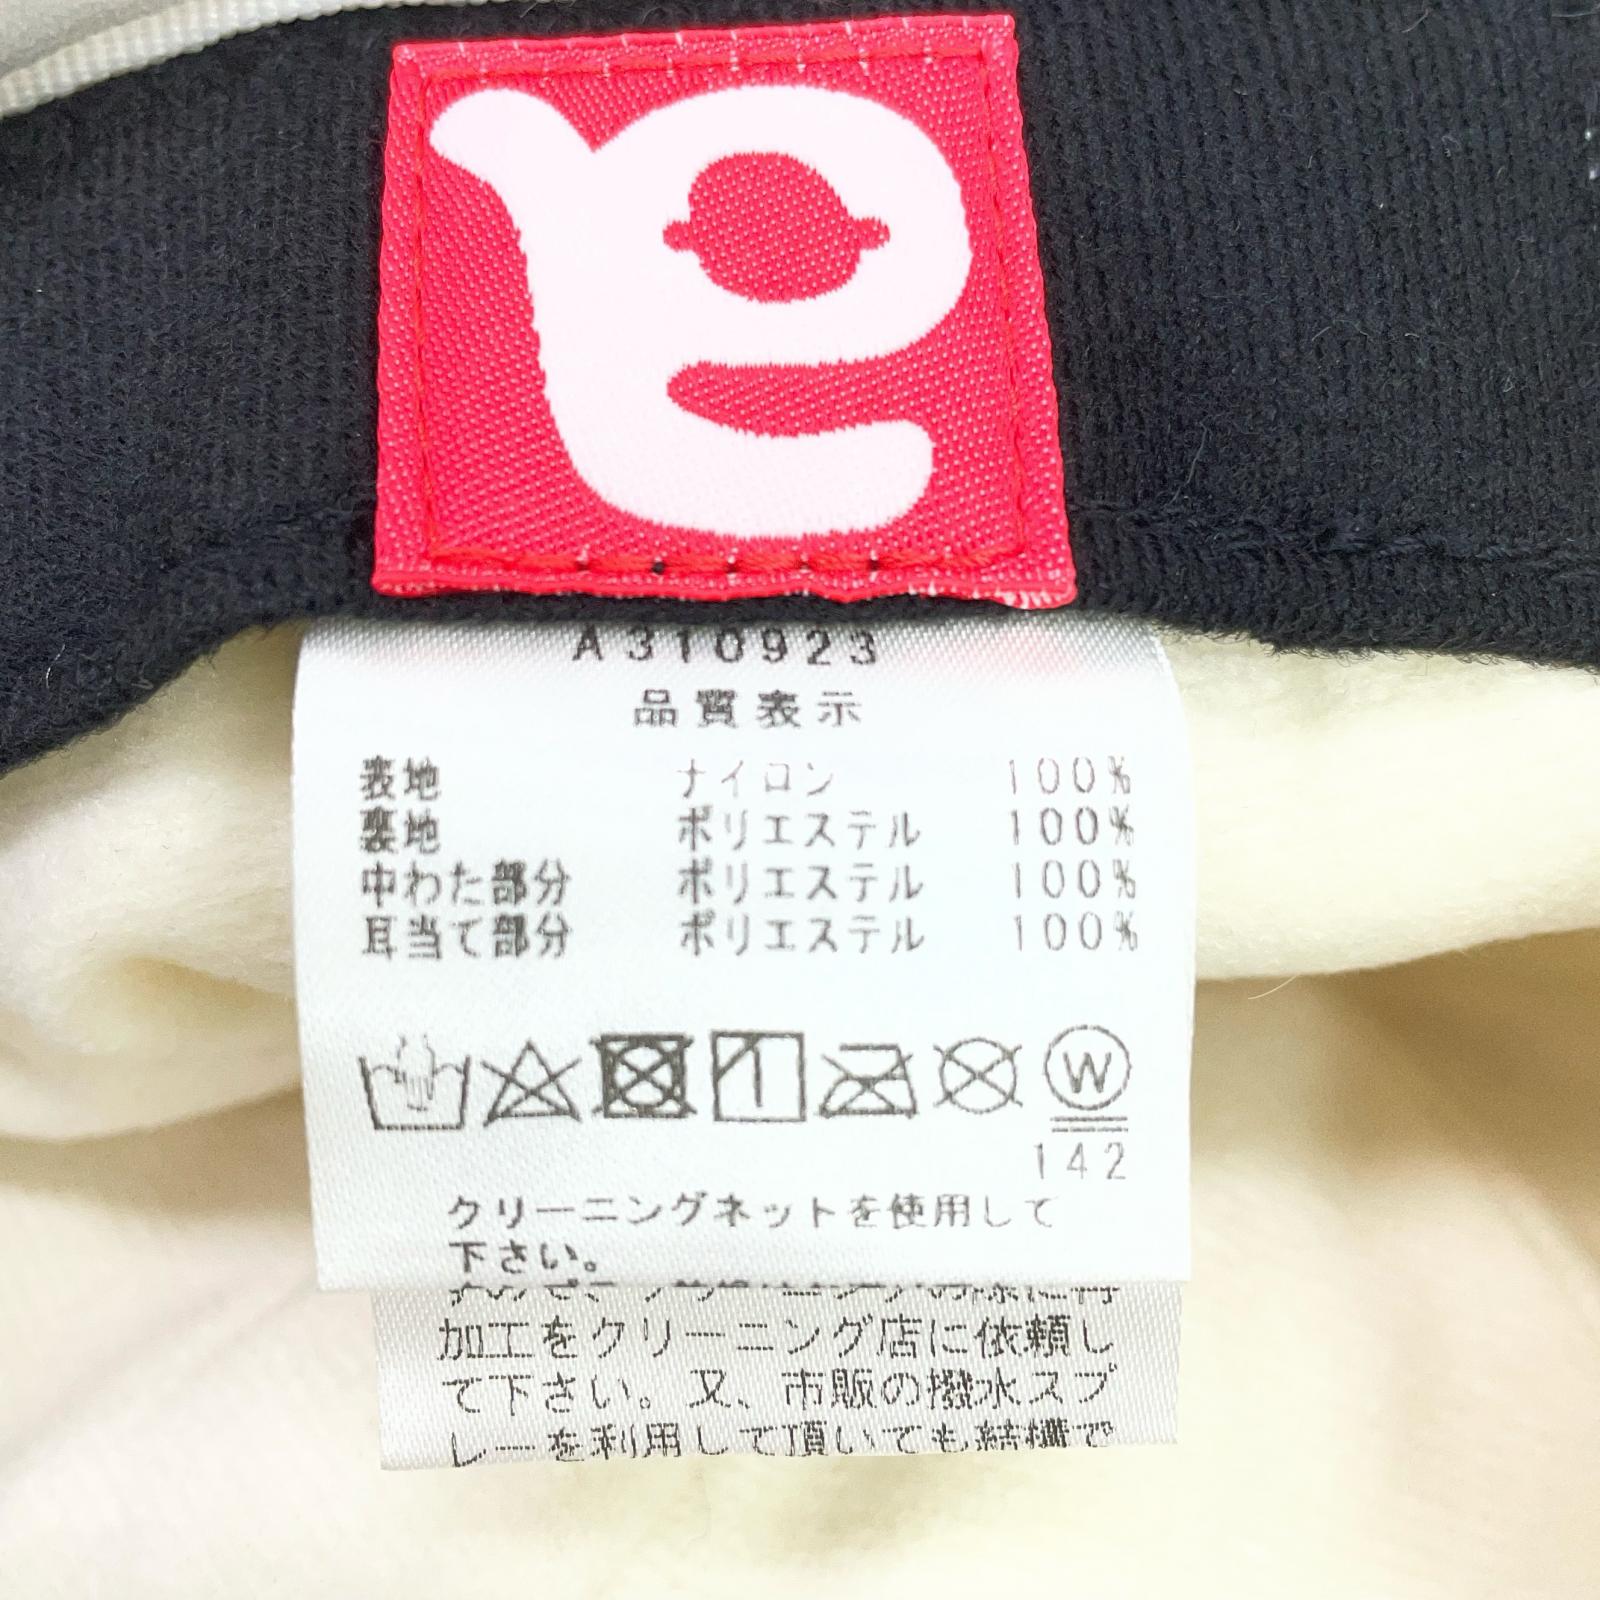 A310923
品質表示
表地 ナイロン 100%
裏地 ポリエステル 100%
中わた部分 ポリエステル 100%
耳当て部分 ポリエステル 100%
W
142
クリーニングネットを使用して
下さい。
加工をクリーニング店に依頼し
て下さい。又、市販の撥水スプ
レーを利用して頂いても結構で